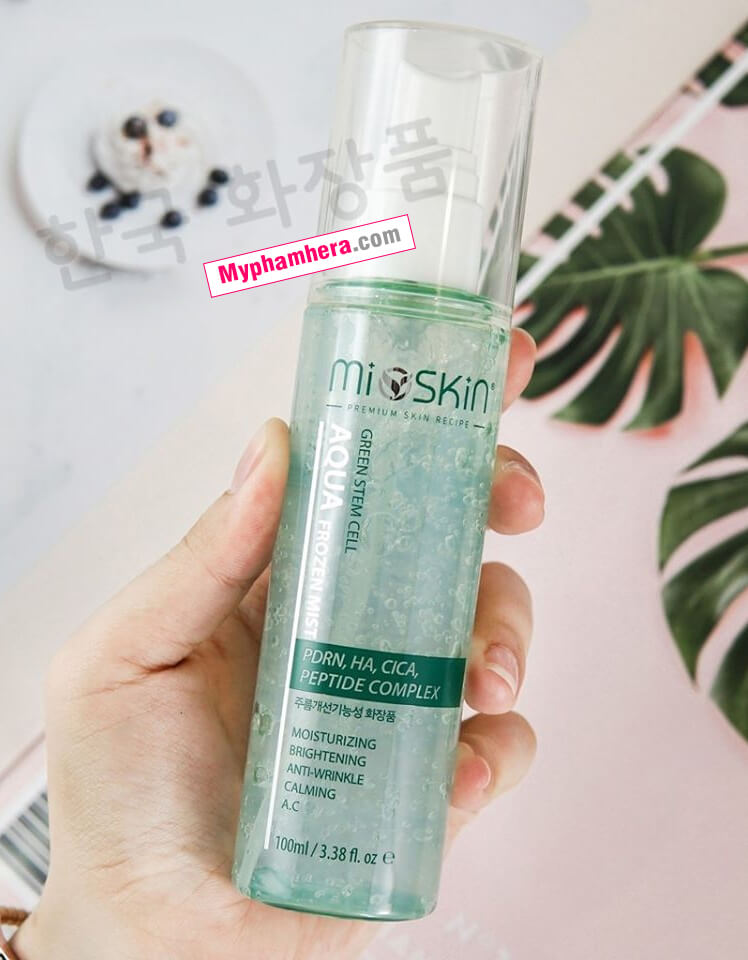 한국 화장품
Myphamhera.com
mi SKin®
PREMIUM SKIN RECIPE
GREEN STEM CELL
AQUA FROZEN MIST
PDRN, HA, CICA,
PEPTIDE COMPLEX
주름개선기능성 화장품
MOISTURIZING
BRIGHTENING
ANTI-WRINKLE
CALMING
A.C
100ml / 3.38 fl. oz ℮